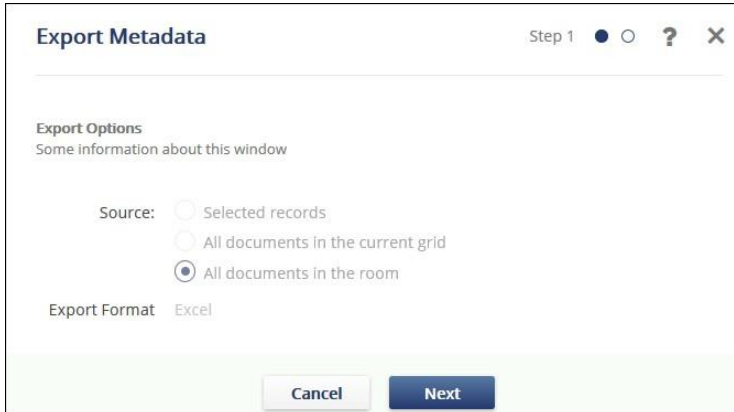 Export Metadata Step 1 ? ✕
Export Options
Some information about this window
Source: Selected records
All documents in the current grid
All documents in the room
Export Format Excel
Cancel Next